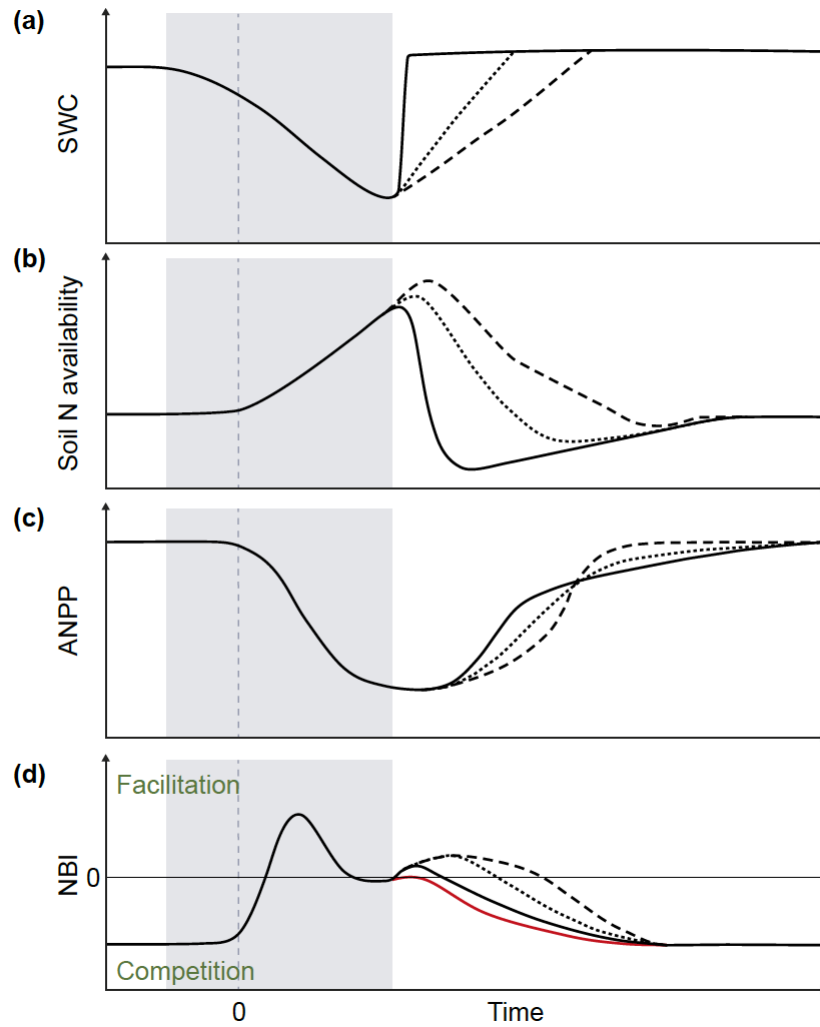 (a)
SWC
(b)
Soil N availability
(c)
ANPP
(d)
Facilitation
NBI
0
Competition
0
Time